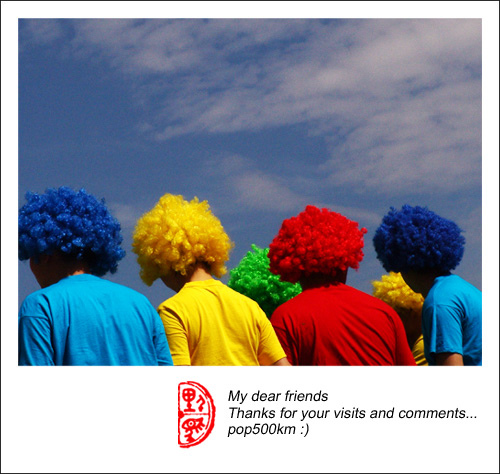 My dear friends
Thanks for your visits and comments...
pop500km :)